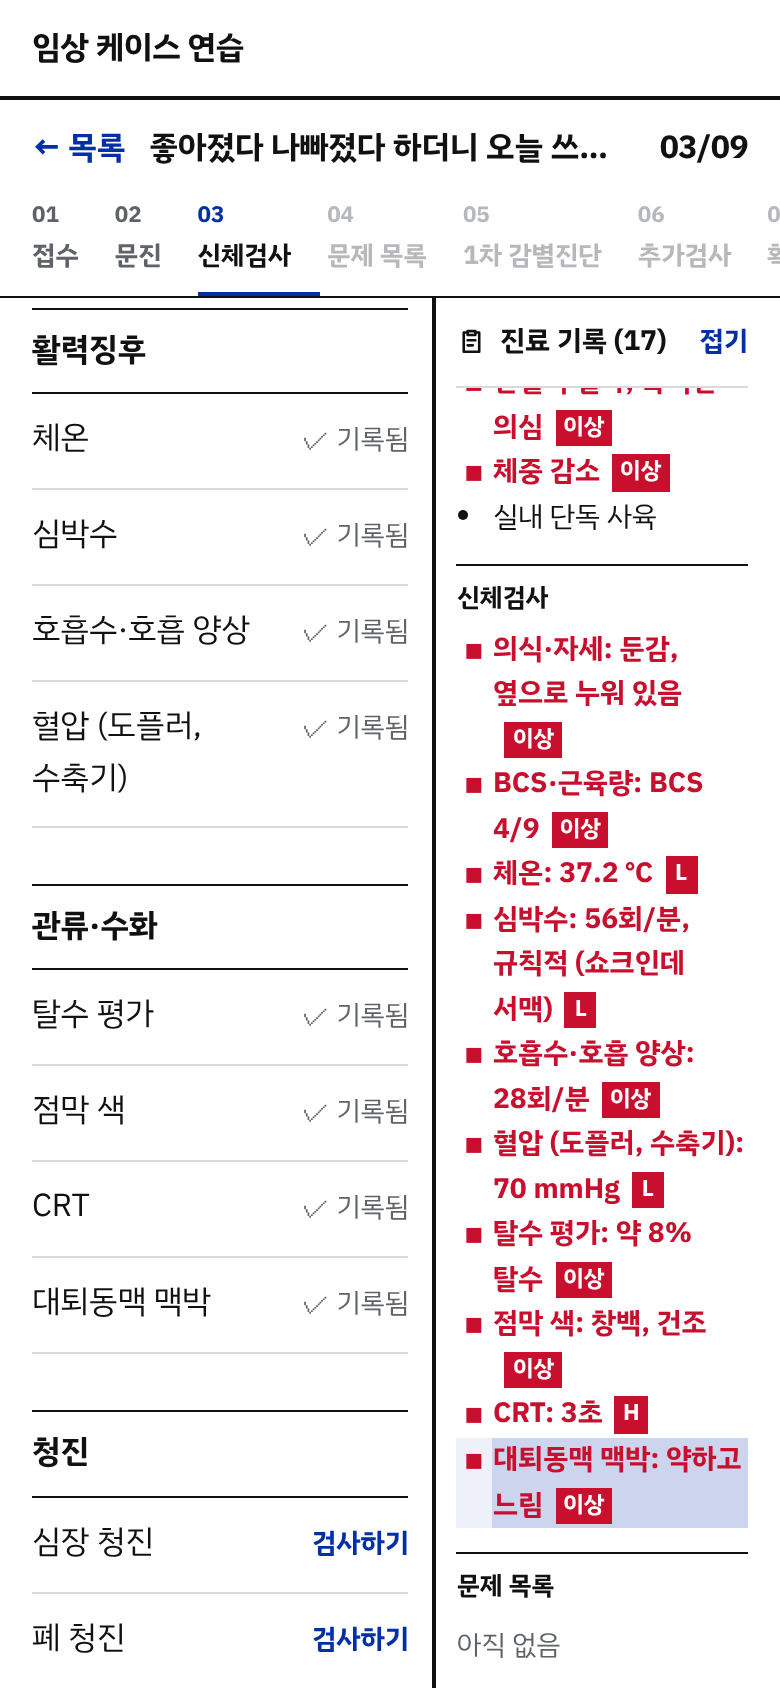 임상 케이스 연습
← 목록 좋아졌다 나빠졌다 하더니 오늘 쓰... 03/09
01 02 03 04 05 06
접수 문진 신체검사 문제 목록 1차 감별진단 추가검사
활력징후
체온 ✓ 기록됨
심박수 ✓ 기록됨
호흡수·호흡 양상 ✓ 기록됨
혈압 (도플러, ✓ 기록됨
수축기)
관류·수화
탈수 평가 ✓ 기록됨
점막 색 ✓ 기록됨
CRT ✓ 기록됨
대퇴동맥 맥박 ✓ 기록됨
청진
심장 청진 검사하기
폐 청진 검사하기
진료 기록 (17) 접기
의심 이상
■ 체중 감소 이상
• 실내 단독 사육
신체검사
■ 의식·자세: 둔감,
옆으로 누워 있음
이상
■ BCS·근육량: BCS
4/9 이상
■ 체온: 37.2 °C L
■ 심박수: 56회/분,
규칙적 (쇼크인데
서맥) L
■ 호흡수·호흡 양상:
28회/분 이상
■ 혈압 (도플러, 수축기):
70 mmHg L
■ 탈수 평가: 약 8%
탈수 이상
■ 점막 색: 창백, 건조
이상
■ CRT: 3초 H
■ 대퇴동맥 맥박: 약하고
느림 이상
문제 목록
아직 없음